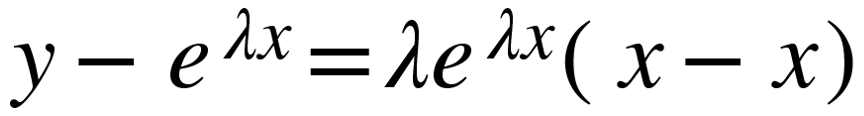 y − e^{λx} = λe^{λx}( x − x)